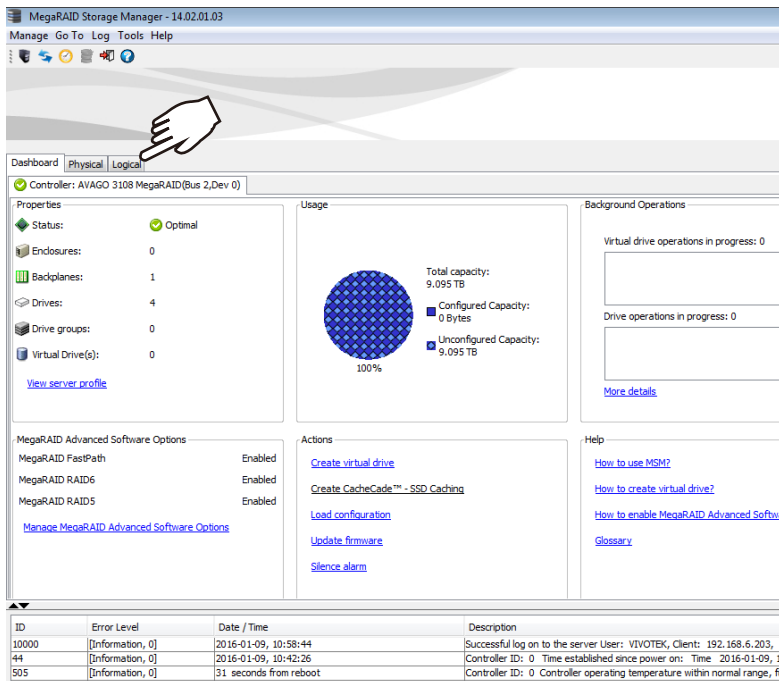 MegaRAID Storage Manager - 14.02.01.03
Manage Go To Log Tools Help
Dashboard Physical Logical
Controller: AVAGO 3108 MegaRAID(Bus 2,Dev 0)
Properties
Status: Optimal
Enclosures: 0
Backplanes: 1
Drives: 4
Drive groups: 0
Virtual Drive(s): 0
View server profile
Usage
Total capacity:
9.095 TB
Configured Capacity:
0 Bytes
Unconfigured Capacity:
9.095 TB
100%
Background Operations
Virtual drive operations in progress: 0
Drive operations in progress: 0
More details
MegaRAID Advanced Software Options
MegaRAID FastPath Enabled
MegaRAID RAID6 Enabled
MegaRAID RAID5 Enabled
Manage MegaRAID Advanced Software Options
Actions
Create virtual drive
Create CacheCade™ - SSD Caching
Load configuration
Update firmware
Silence alarm
Help
How to use MSM?
How to create virtual drive?
How to enable MegaRAID Advanced Softw
Glossary
ID Error Level Date / Time Description
10000 [Information, 0] 2016-01-09, 10:58:44 Successful log on to the server User: VIVOTEK, Client: 192.168.6.203,
44 [Information, 0] 2016-01-09, 10:42:26 Controller ID: 0 Time established since power on: Time 2016-01-09, 1
505 [Information, 0] 31 seconds from reboot Controller ID: 0 Controller operating temperature within normal range, f